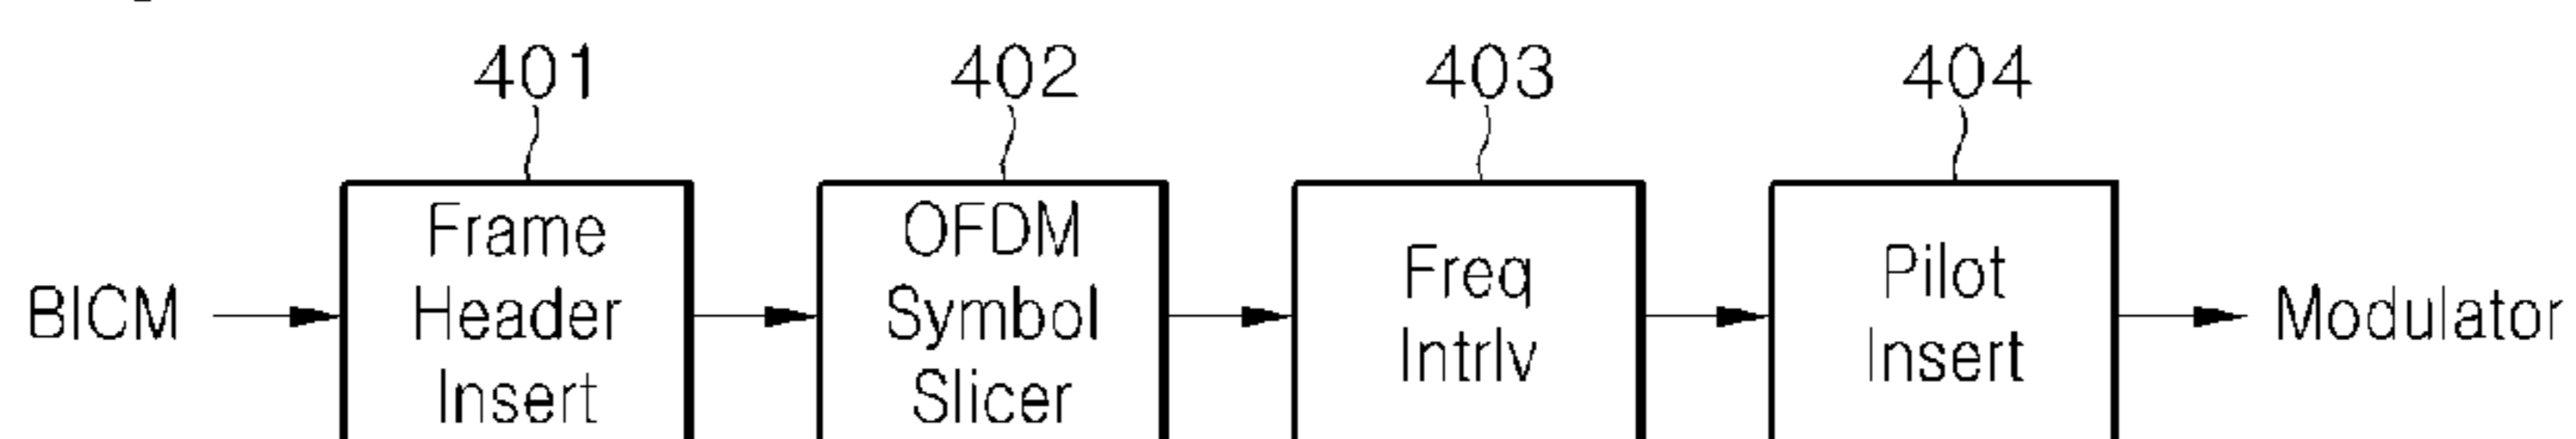 401 402 403 404
BICM
Frame
Header
Insert
OFDM
Symbol
Slicer
Freq
Intrlv
Pilot
Insert
Modulator